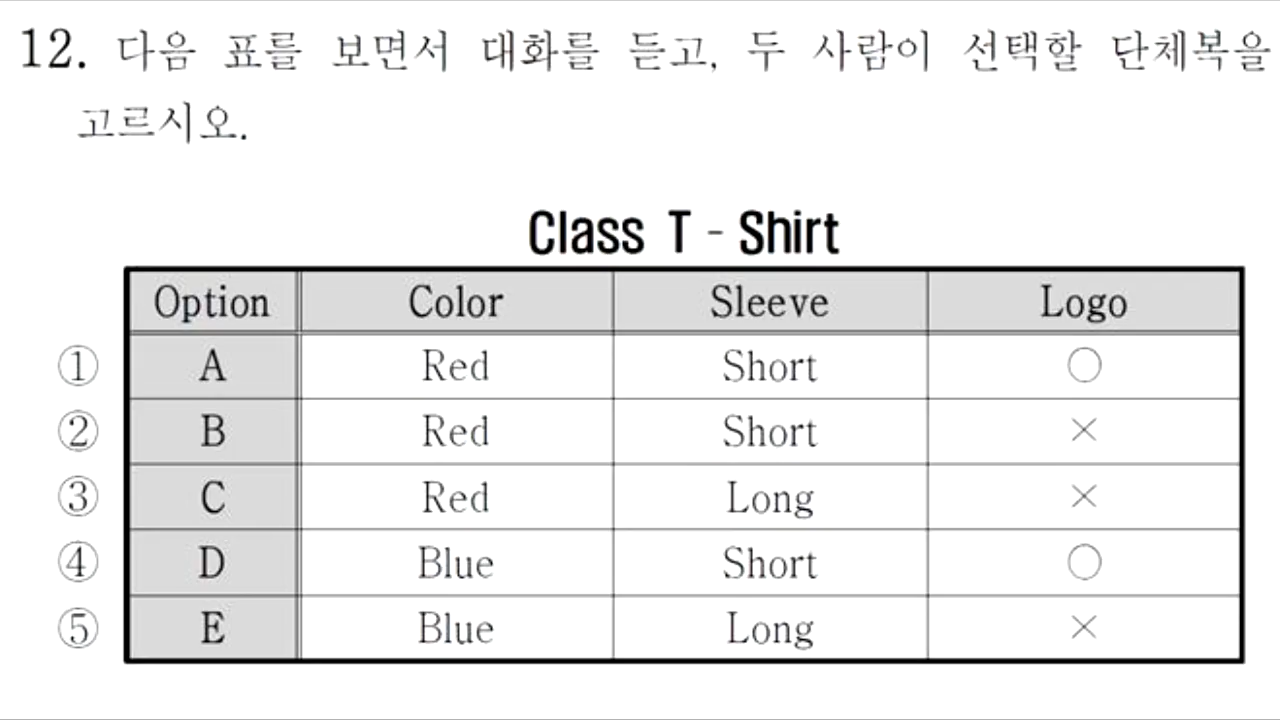 12. 다음 표를 보면서 대화를 듣고, 두 사람이 선택할 단체복을
고르시오.
Class T - Shirt
Option Color Sleeve Logo
① A Red Short ○
② B Red Short ×
③ C Red Long ×
④ D Blue Short ○
⑤ E Blue Long ×